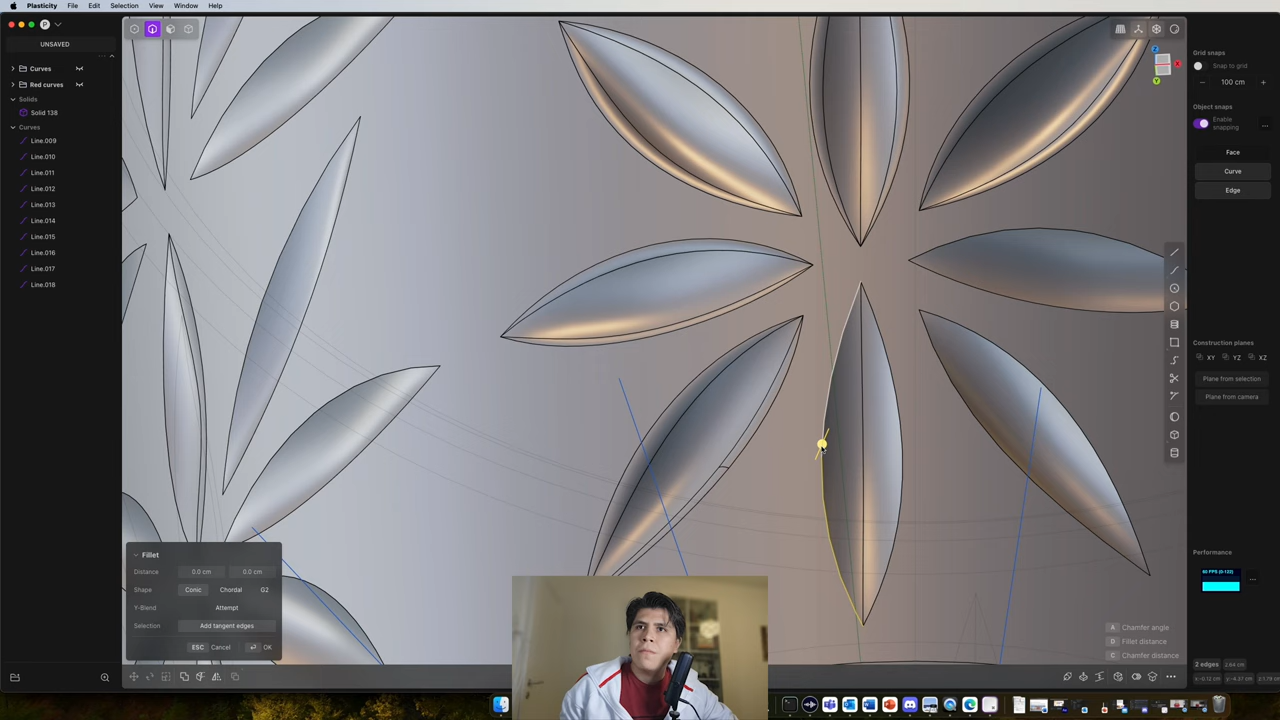 Plasticity File Edit Selection View Window Help
UNSAVED
Curves
Red curves
Solids
Solid 138
Curves
Line.009
Line.010
Line.011
Line.012
Line.013
Line.014
Line.015
Line.016
Line.017
Line.018
Fillet
Distance 0.0 cm 0.0 cm
Shape Conic Chordal G2
Y-Blend Attempt
Selection Add tangent edges
ESC Cancel OK
A Chamfer angle
D Fillet distance
C Chamfer distance
Z
X
Y
Grid snaps
Snap to grid
100 cm
Object snaps
Enable
snapping
Face
Curve
Edge
Construction planes
XY YZ XZ
Plane from selection
Plane from camera
Performance
60 FPS (0-122)
2 edges